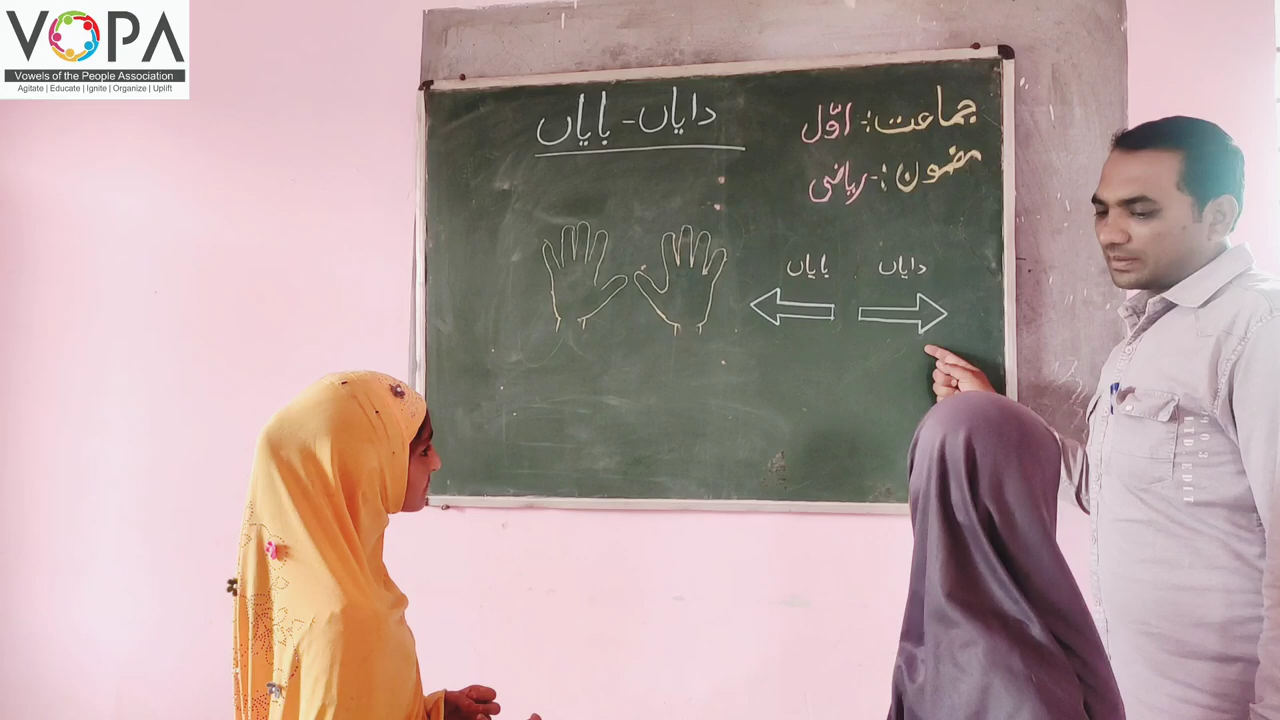 VOPA
Vowels of the People Association
Agitate | Educate | Ignite | Organize | Uplift
دایاں - بایاں
جماعت :- اوّل
مضمون :- ریاضی
دایاں بایاں